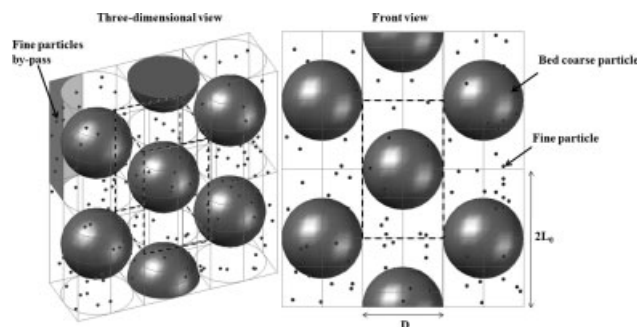 Three-dimensional view
Front view
Fine particles
by-pass
Bed coarse particle
Fine particle
2L₀
D